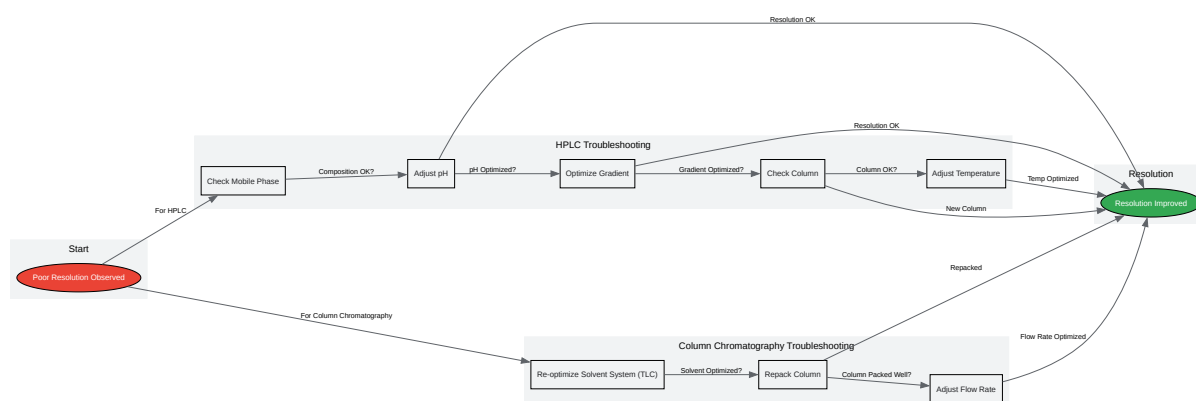 Resolution OK
HPLC Troubleshooting
Resolution OK
Check Mobile Phase
Composition OK?
Adjust pH
pH Optimized?
Optimize Gradient
Gradient Optimized?
Check Column
Column OK?
Adjust Temperature
Temp Optimized
Resolution
Resolution Improved
For HPLC
New Column
Start
Poor Resolution Observed
Repacked
For Column Chromatography
Flow Rate Optimized
Column Chromatography Troubleshooting
Re-optimize Solvent System (TLC)
Solvent Optimized?
Repack Column
Column Packed Well?
Adjust Flow Rate